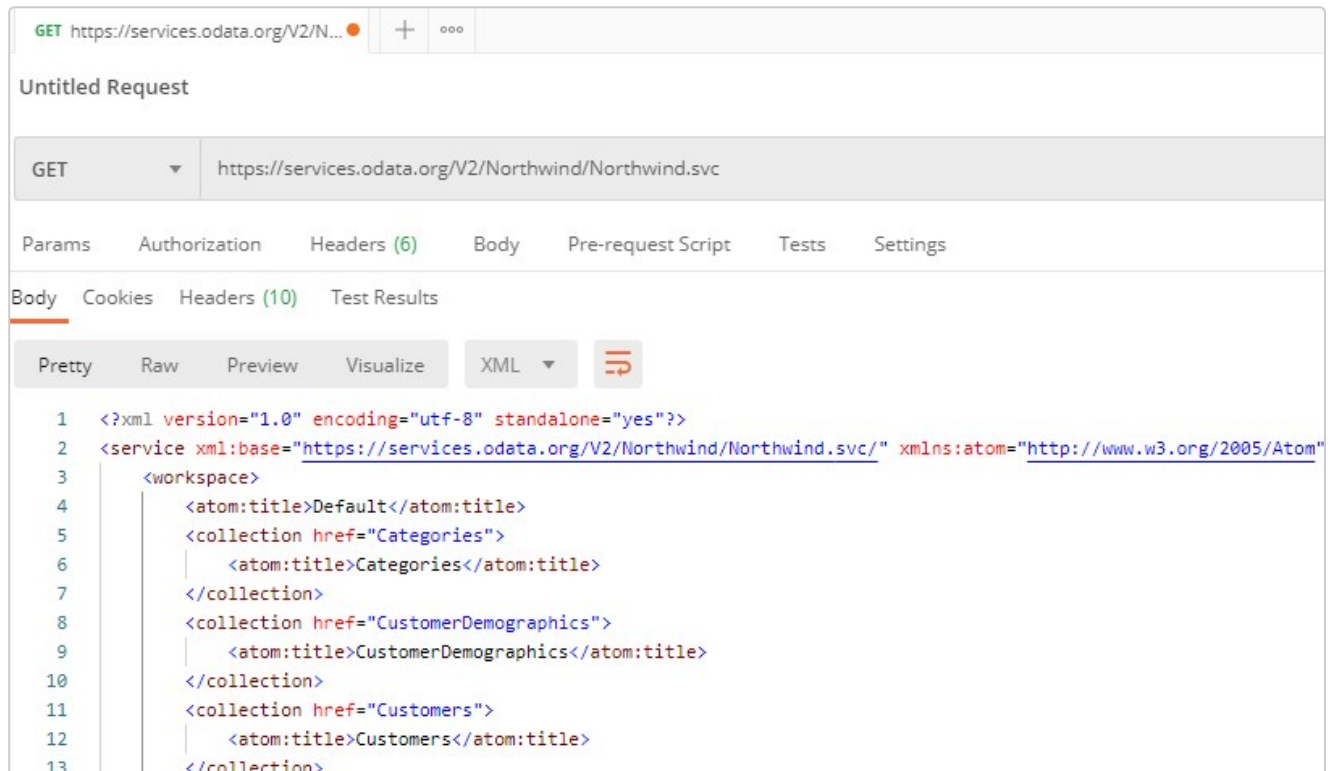 GET https://services.odata.org/V2/N...
Untitled Request
GET https://services.odata.org/V2/Northwind/Northwind.svc
Params Authorization Headers (6) Body Pre-request Script Tests Settings
Body Cookies Headers (10) Test Results
Pretty Raw Preview Visualize XML
1 <?xml version="1.0" encoding="utf-8" standalone="yes"?>
2 <service xml:base="https://services.odata.org/V2/Northwind/Northwind.svc/" xmlns:atom="http://www.w3.org/2005/Atom"
3 <workspace>
4 <atom:title>Default</atom:title>
5 <collection href="Categories">
6 <atom:title>Categories</atom:title>
7 </collection>
8 <collection href="CustomerDemographics">
9 <atom:title>CustomerDemographics</atom:title>
10 </collection>
11 <collection href="Customers">
12 <atom:title>Customers</atom:title>
13 </collection>